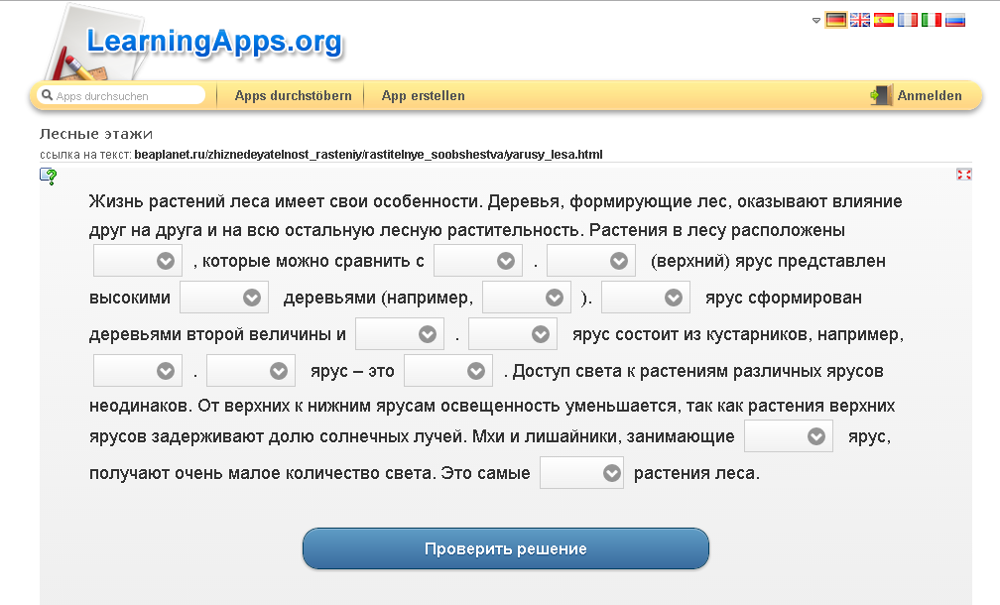 LearningApps.org
Apps durchsuchen
Apps durchstöbern
App erstellen
Anmelden
Лесные этажи
ссылка на текст: beaplanet.ru/zhiznedeyatelnost_rasteniy/rastitelnye_soobshestva/yarusy_lesa.html
Жизнь растений леса имеет свои особенности. Деревья, формирующие лес, оказывают влияние
друг на друга и на всю остальную лесную растительность. Растения в лесу расположены
, которые можно сравнить с . (верхний) ярус представлен
высокими деревьями (например, ). ярус сформирован
деревьями второй величины и . ярус состоит из кустарников, например,
. ярус – это . Доступ света к растениям различных ярусов
неодинаков. От верхних к нижним ярусам освещенность уменьшается, так как растения верхних
ярусов задерживают долю солнечных лучей. Мхи и лишайники, занимающие ярус,
получают очень малое количество света. Это самые растения леса.
Проверить решение